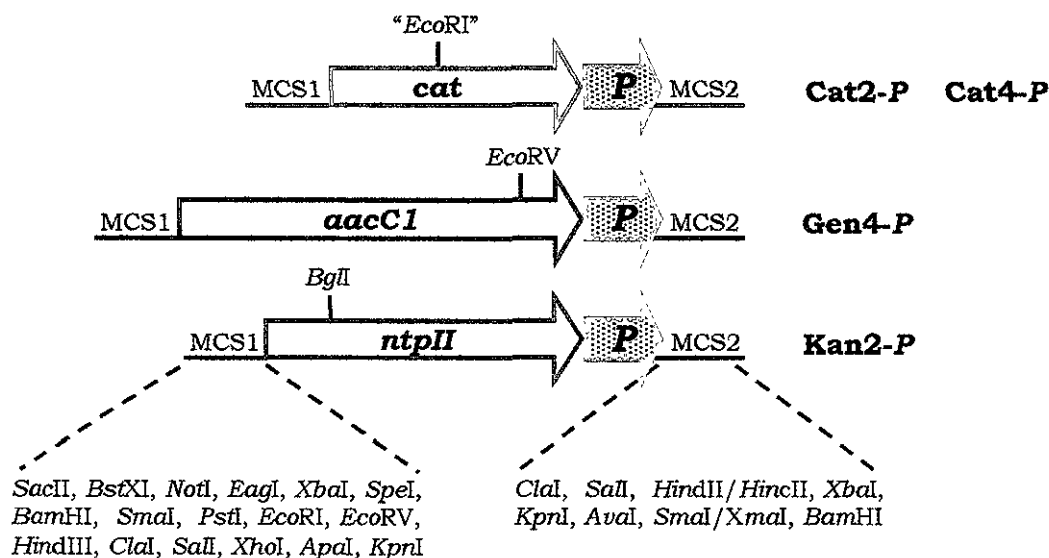 “EcoRI”
MCS1 cat P MCS2 Cat2-P Cat4-P
EcoRV
MCS1 aacC1 P MCS2 Gen4-P
BglI
MCS1 ntpII P MCS2 Kan2-P
SacII, BstXI, NotI, EagI, XbaI, SpeI,
BamHI, SmaI, PstI, EcoRI, EcoRV,
HindIII, ClaI, SalI, XhoI, ApaI, KpnI
ClaI, SalI, HindII/HincII, XbaI,
KpnI, AvaI, SmaI/XmaI, BamHI